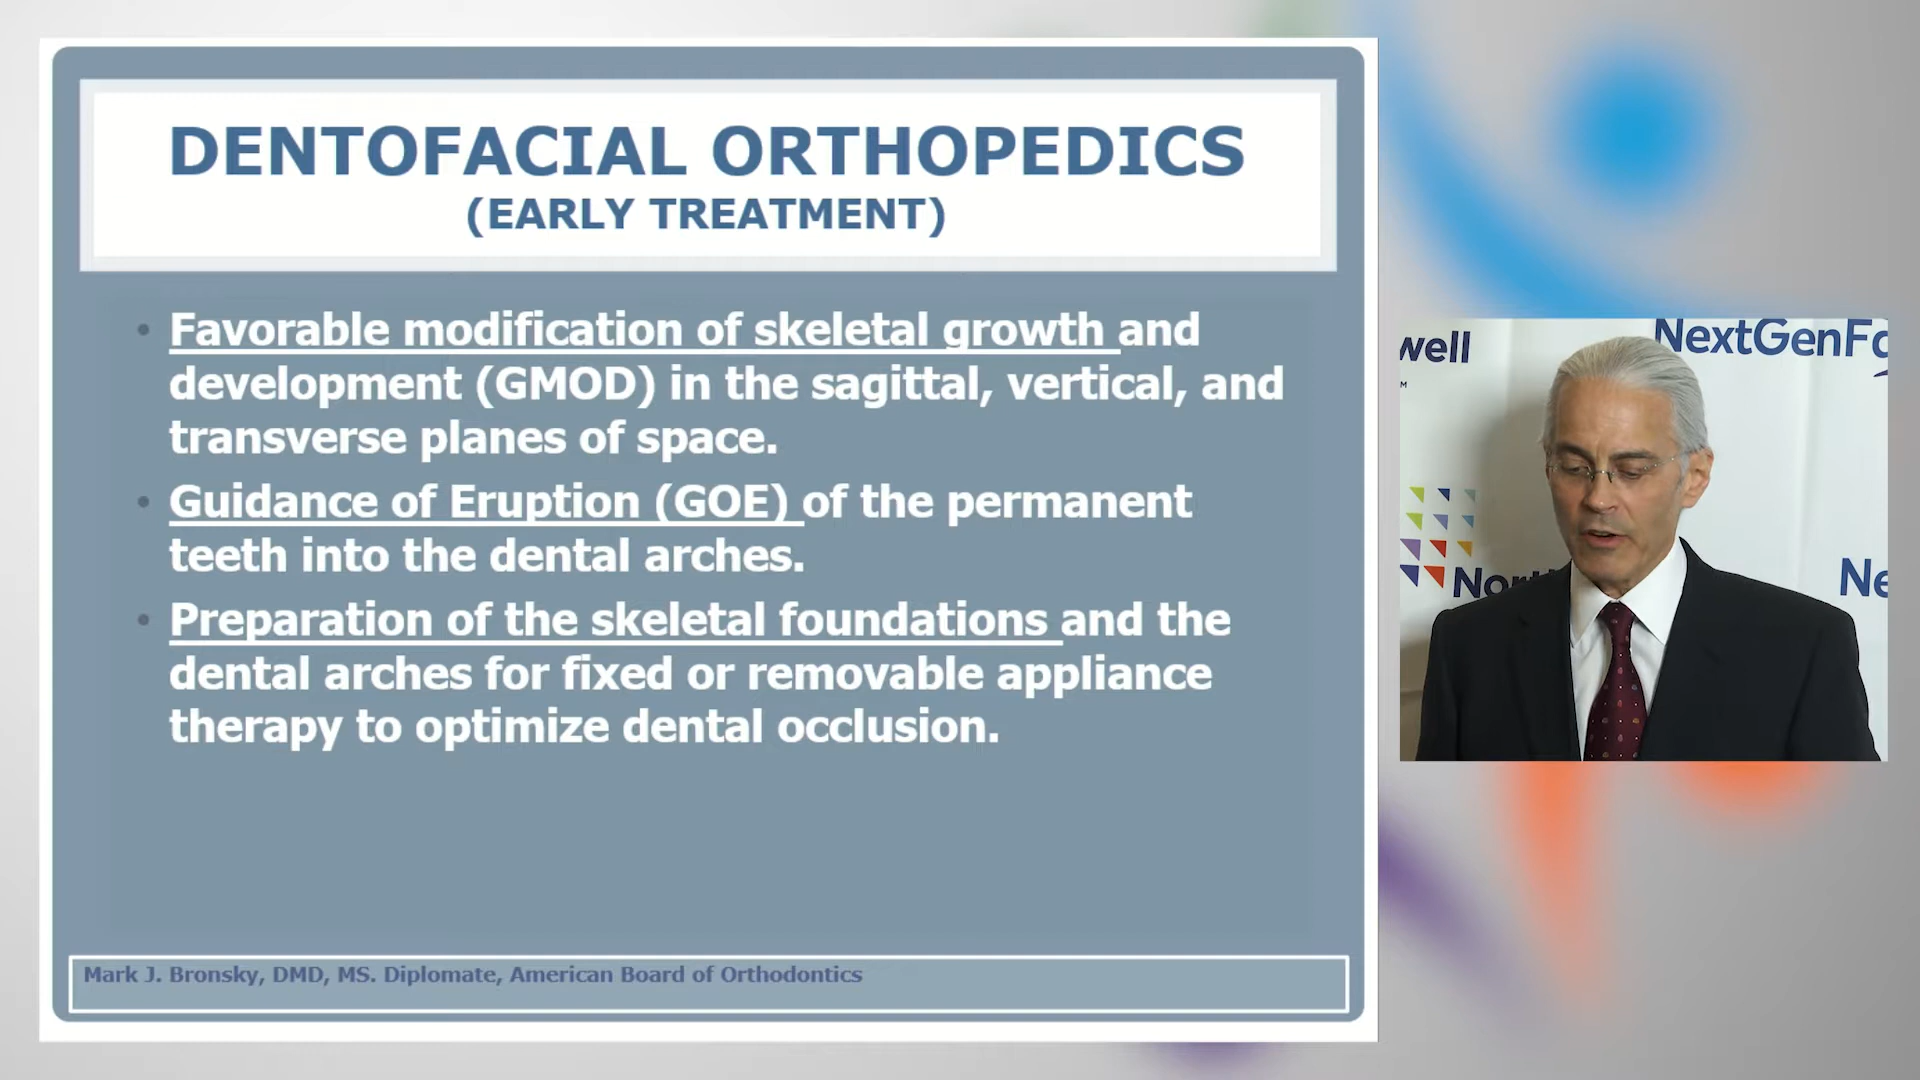 DENTOFACIAL ORTHOPEDICS
(EARLY TREATMENT)
• Favorable modification of skeletal growth and
development (GMOD) in the sagittal, vertical, and
transverse planes of space.
• Guidance of Eruption (GOE) of the permanent
teeth into the dental arches.
• Preparation of the skeletal foundations and the
dental arches for fixed or removable appliance
therapy to optimize dental occlusion.
Mark J. Bronsky, DMD, MS. Diplomate, American Board of Orthodontics
well
NextGenFa
Nor
Ne